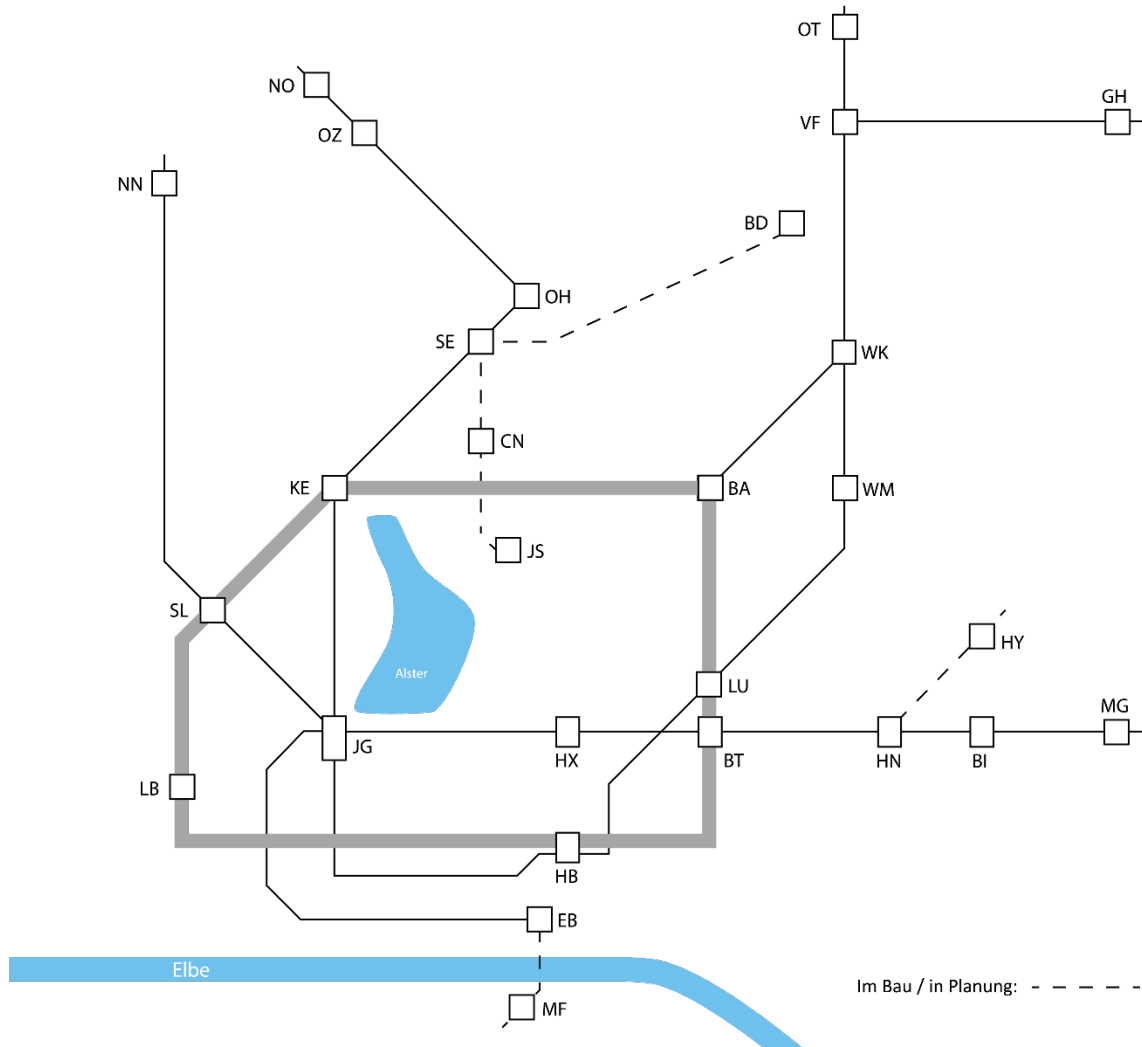 OT
NO
GH
OZ
VF
NN
BD
OH
SE
WK
CN
KE
BA
WM
JS
SL
HY
Alster
LU
MG
JG
HX
BT
HN
BI
LB
HB
EB
Elbe
Im Bau / in Planung:
MF